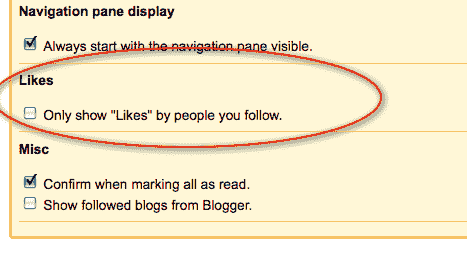 Navigation pane display
Always start with the navigation pane visible.
Likes
Only show "Likes" by people you follow.
Misc
Confirm when marking all as read.
Show followed blogs from Blogger.